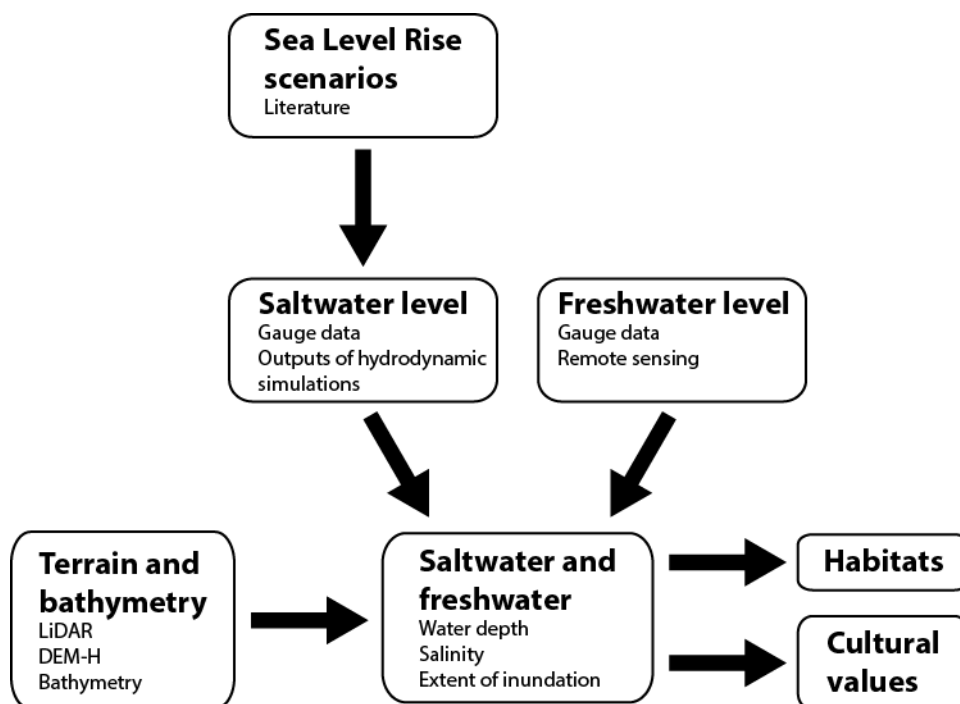 Sea Level Rise
scenarios
Literature
Saltwater level
Gauge data
Outputs of hydrodynamic
simulations
Freshwater level
Gauge data
Remote sensing
Terrain and
bathymetry
LiDAR
DEM-H
Bathymetry
Saltwater and
freshwater
Water depth
Salinity
Extent of inundation
Habitats
Cultural
values